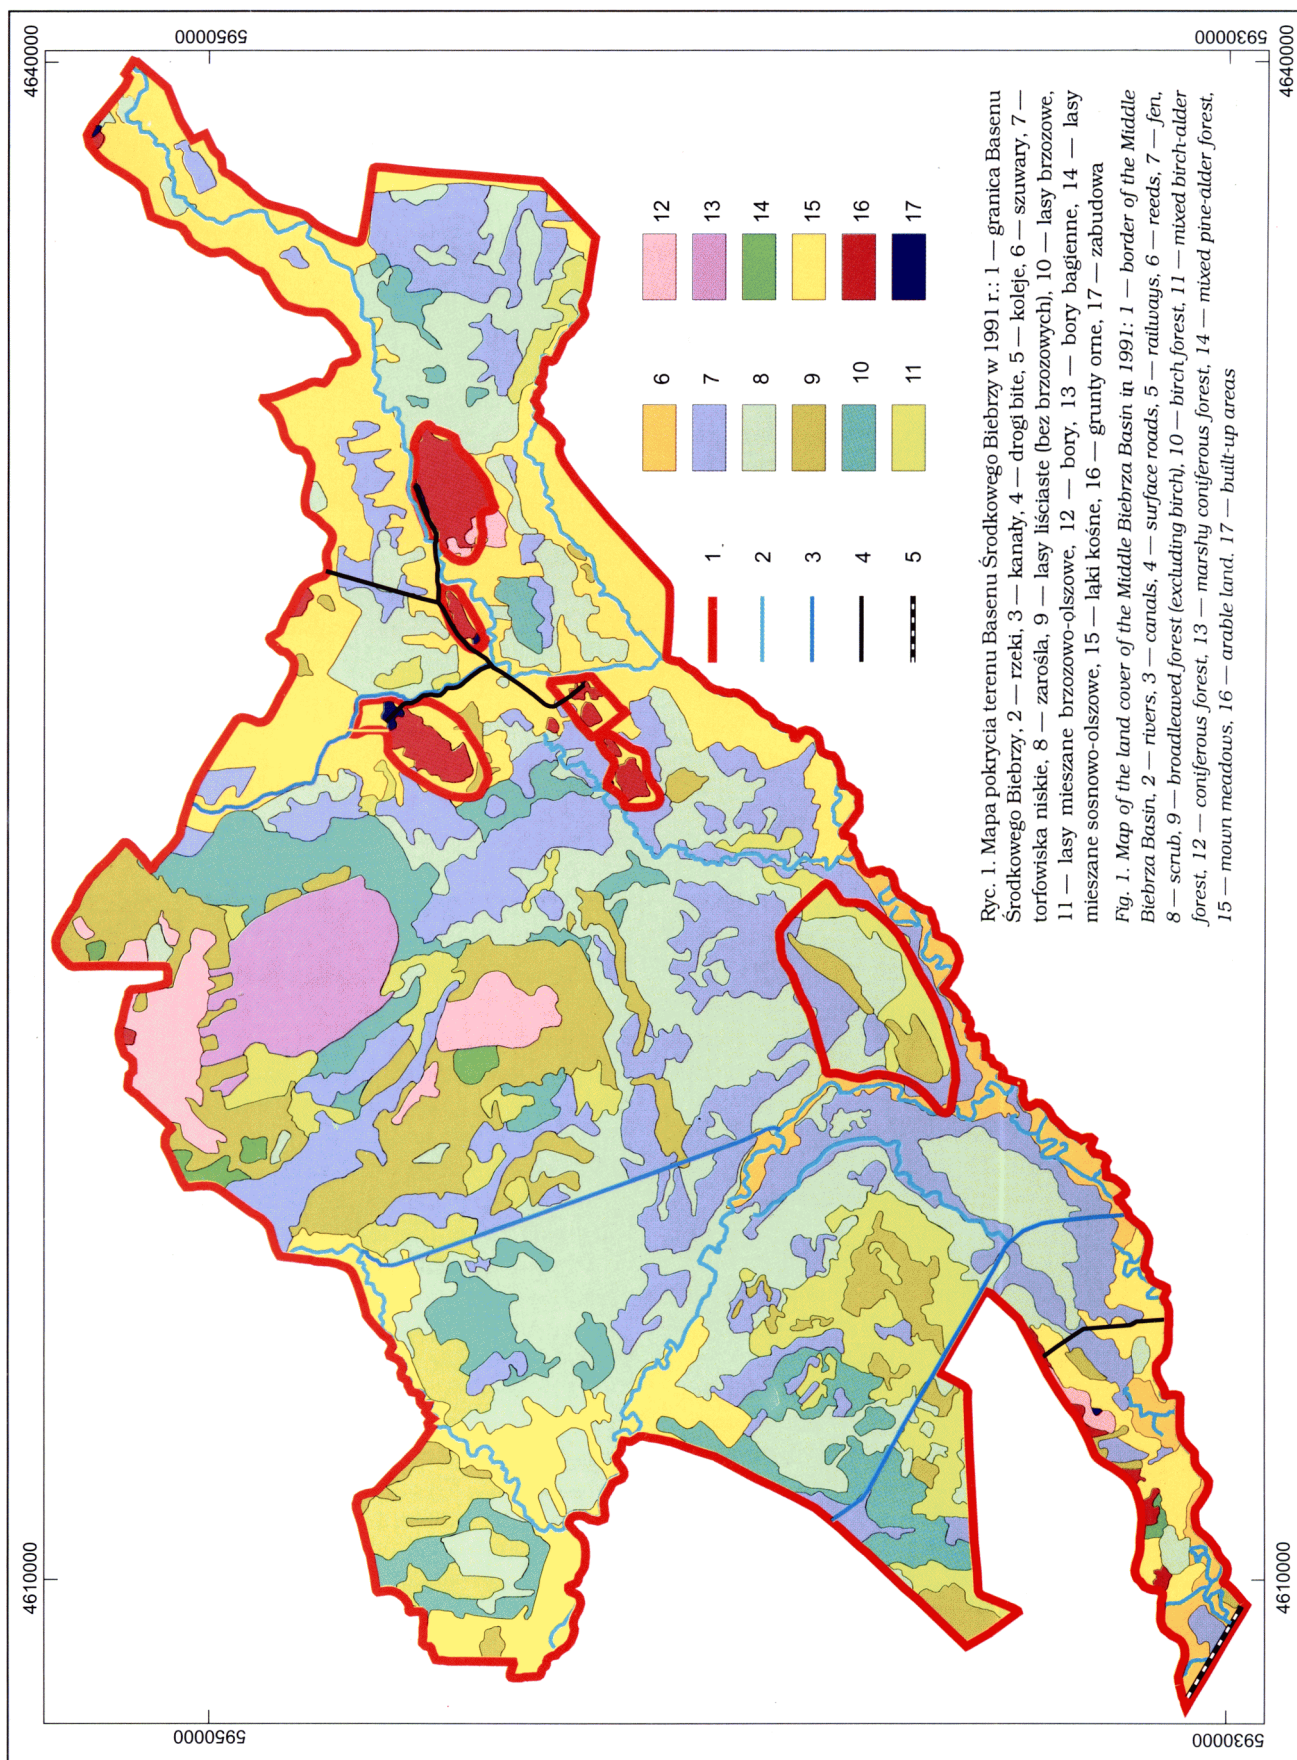 4610000
4640000
5950000
5950000
5930000
5930000
4610000
4640000
1
2
3
4
5
6
7
8
9
10
11
12
13
14
15
16
17
Ryc. 1. Mapa pokrycia terenu Basenu Środkowego Biebrzy w 1991 r.: 1 — granica Basenu
Środkowego Biebrzy, 2 — rzeki, 3 — kanały, 4 — drogi bite, 5 — koleje, 6 — szuwary, 7 —
torfowiska niskie, 8 — zarośla, 9 — lasy liściaste (bez brzozowych), 10 — lasy brzozowe,
11 — lasy mieszane brzozowo-olszowe, 12 — bory, 13 — bory bagienne, 14 — lasy
mieszane sosnowo-olszowe, 15 — łąki kośne, 16 — grunty orne, 17 — zabudowa
Fig. 1. Map of the land cover of the Middle Biebrza Basin in 1991: 1 — border of the Middle
Biebrza Basin, 2 — rivers, 3 — canals, 4 — surface roads, 5 — railways, 6 — reeds, 7 — fen,
8 — scrub, 9 — broadleaved forest (excluding birch), 10 — birch forest, 11 — mixed birch-alder
forest, 12 — coniferous forest, 13 — marshy coniferous forest, 14 — mixed pine-alder forest,
15 — mown meadows, 16 — arable land, 17 — built-up areas